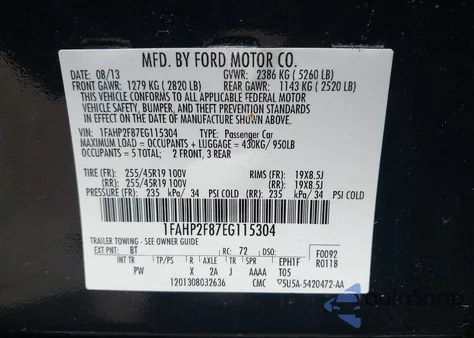 MFD. BY FORD MOTOR CO.
DATE: 08/13 GVWR: 2386 KG ( 5260 LB)
FRONT GAWR: 1279 KG ( 2820 LB) REAR GAWR: 1143 KG ( 2520 LB)
THIS VEHICLE CONFORMS TO ALL APPLICABLE FEDERAL MOTOR
VEHICLE SAFETY, BUMPER, AND THEFT PREVENTION STANDARDS
IN EFFECT ON THE DATE OF MANUFACTURE SHOWN ABOVE.
VIN: 1FAHP2F87EG115304 TYPE: Passenger Car
MAXIMUM LOAD = OCCUPANTS + LUGGAGE = 430KG/ 950LB
OCCUPANTS = 5 TOTAL; 2 FRONT, 3 REAR
TIRE (FR): 255/45R19 100V RIMS (FR): 19X8.5J
TIRE (RR): 255/45R19 100V (RR): 19X8.5J
PRESSURE (FR): 235 kPa/ 34 PSI COLD (RR): 235 kPa/ 34 PSI COLD
1FAHP2F87EG115304
TRAILER TOWING - SEE OWNER GUIDE
EXT PNT: BT RC: 72 DSO: F0092
INT TR TP/PS R AXLE TR SPR EPH1F R0118
PW X 2A J AAAA T05
1201308032636 CMC 5U5A-5420472-AA
AutoSnap